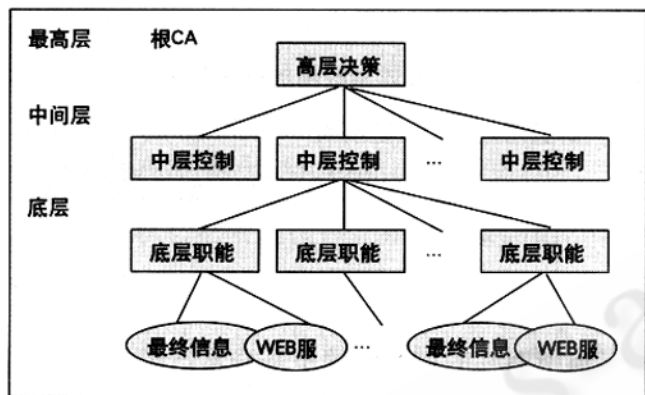 最高层 根CA
高层决策
中间层
中层控制 中层控制 … 中层控制
底层
底层职能 底层职能 … 底层职能
最终信息 WEB服 … 最终信息 WEB服